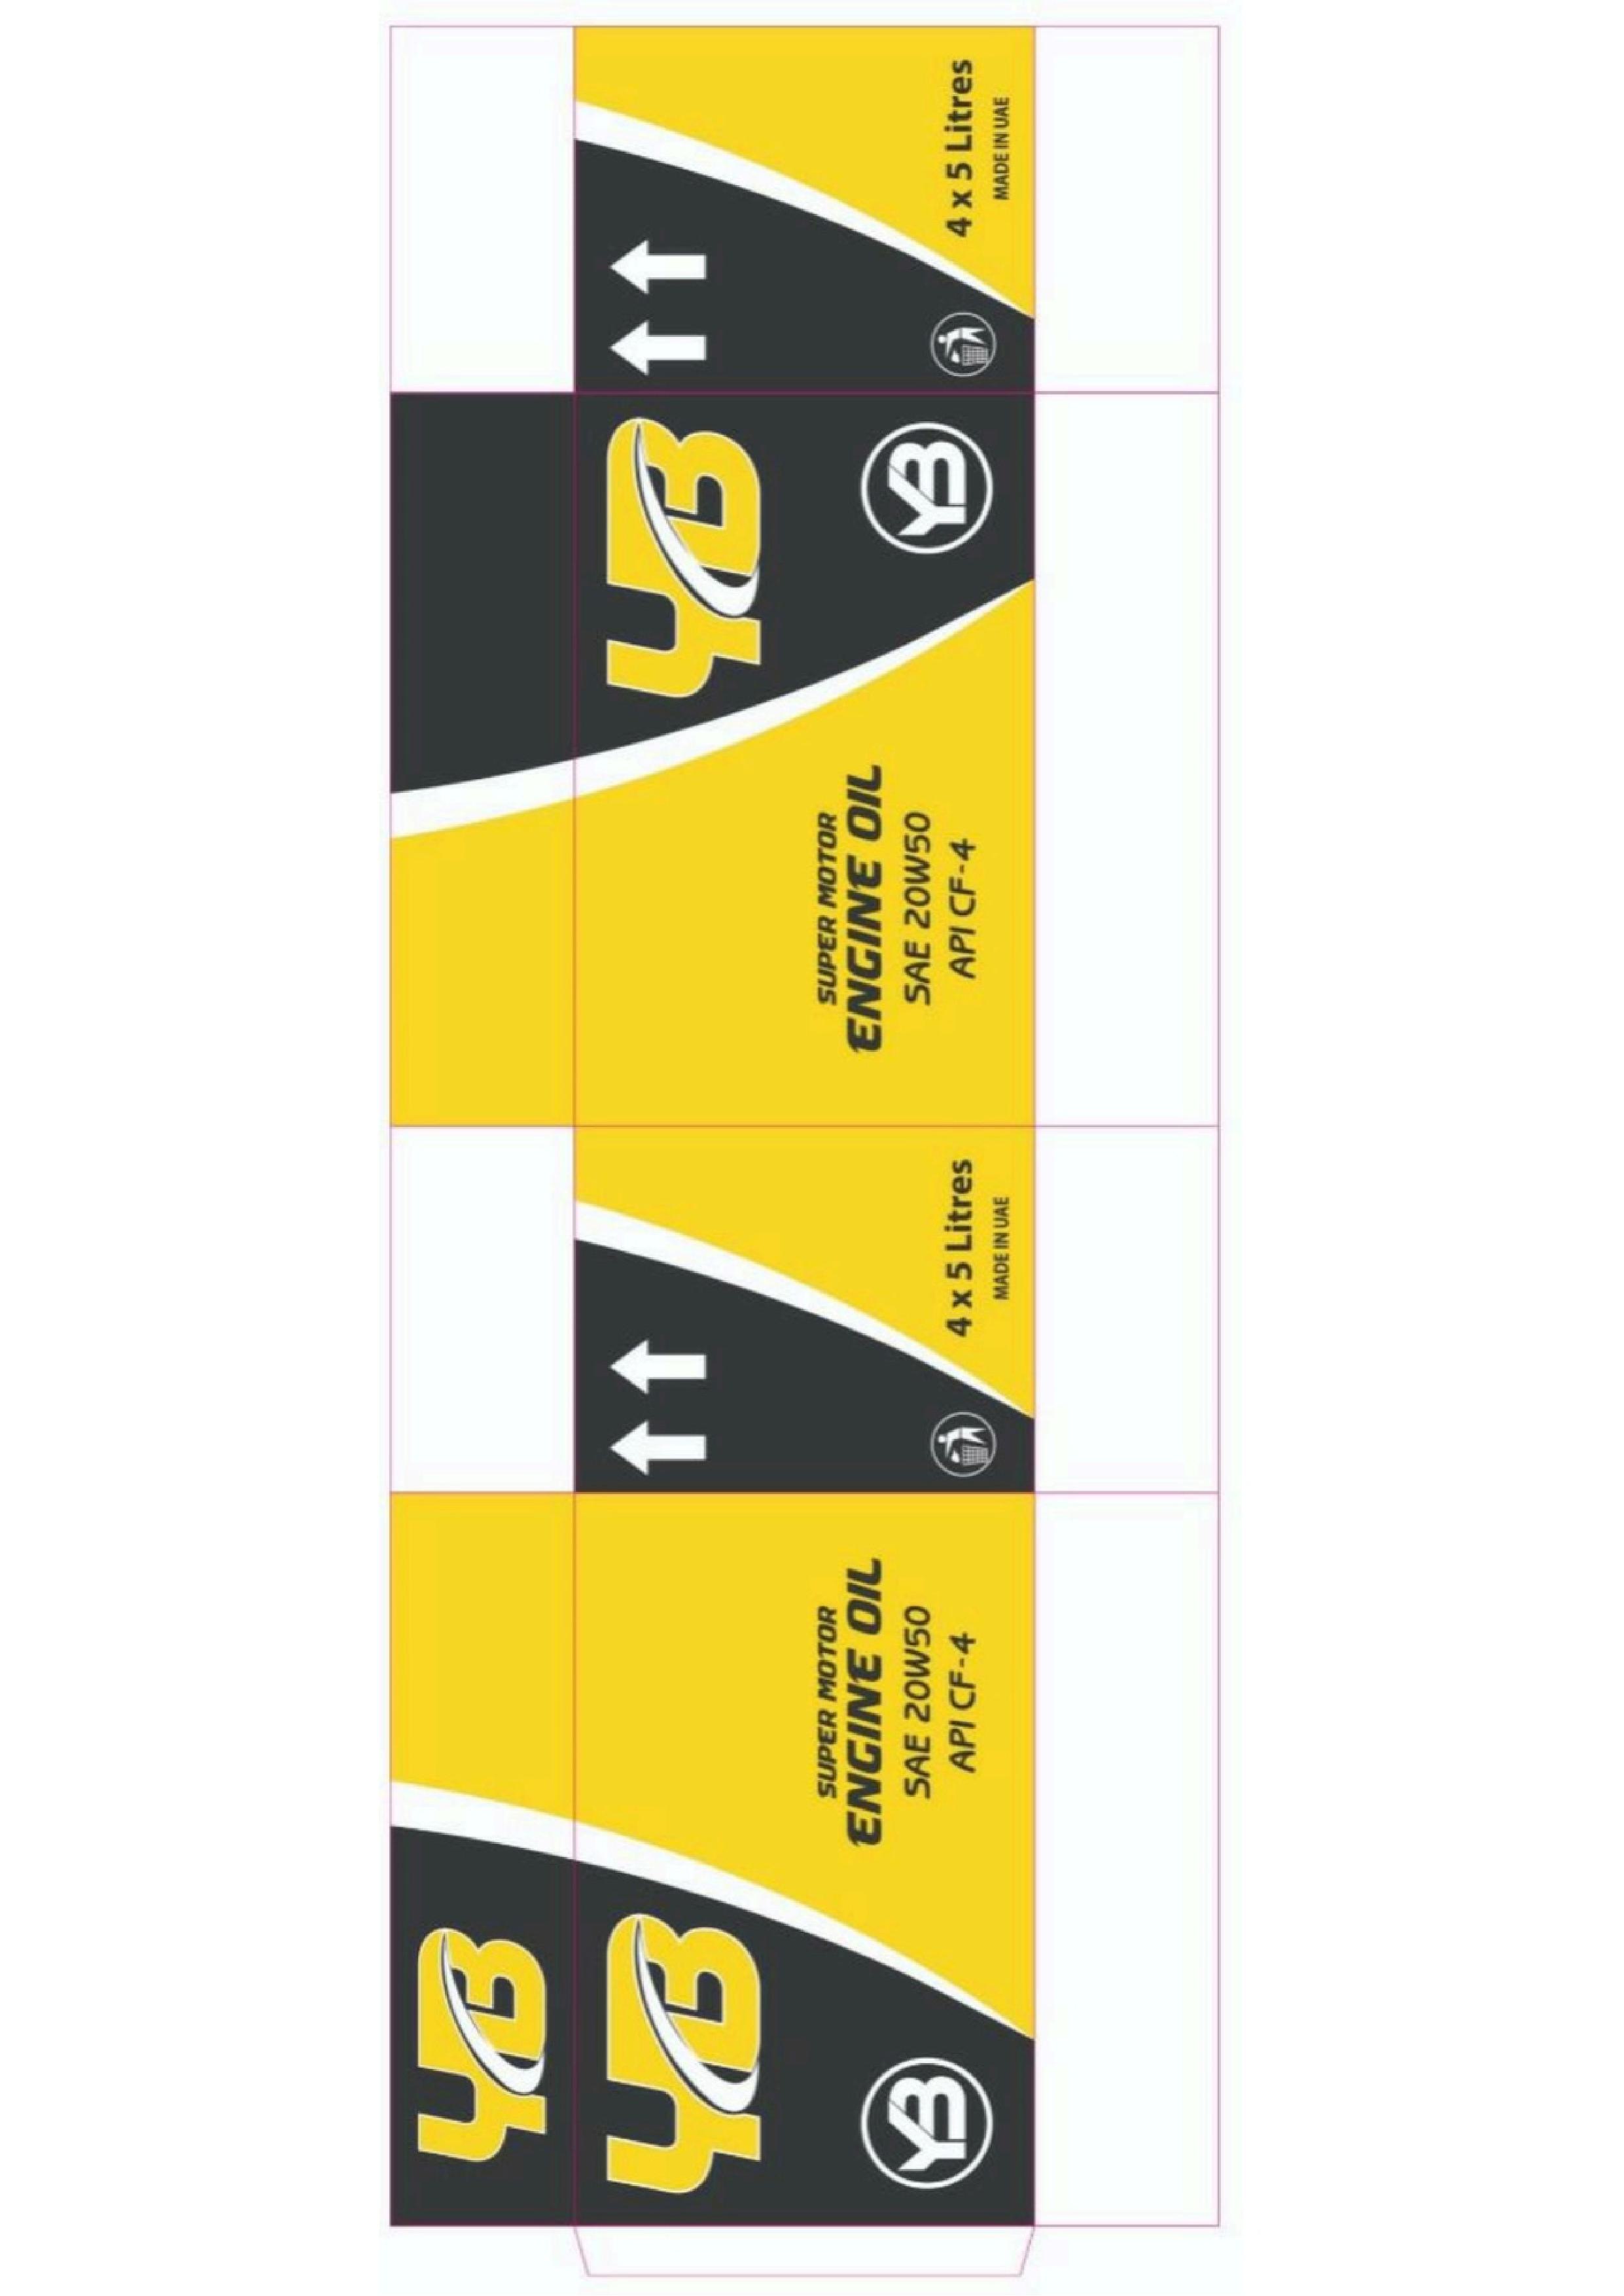 YB
YB
YB
SUPER MOTOR
ENGINE OIL
SAE 20W50
API CF-4
4 x 5 Litres
MADE IN UAE
YB
YB
SUPER MOTOR
ENGINE OIL
SAE 20W50
API CF-4
4 x 5 Litres
MADE IN UAE